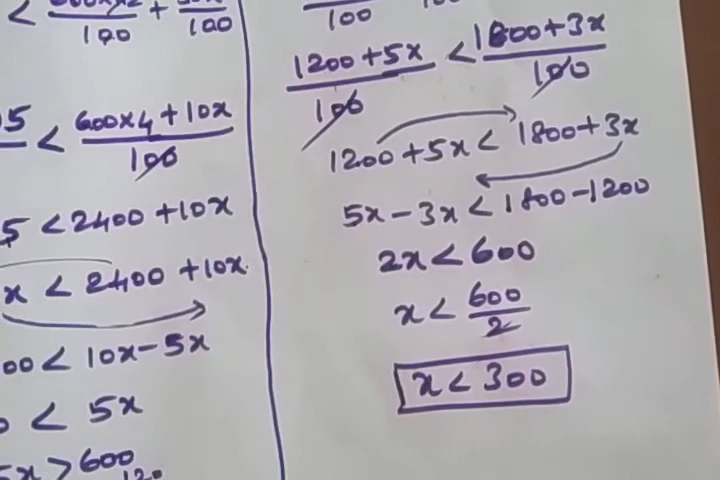 < 600x2/100 + /100
5 < 600x4+10x/100
5 < 2400+10x
x < 2400+10x
00 < 10x-5x
0 < 5x
5x > 600
120
100
1200+5x/100 < 1800+3x/100
1200+5x < 1800+3x
5x-3x < 1800-1200
2x < 600
x < 600/2
x < 300